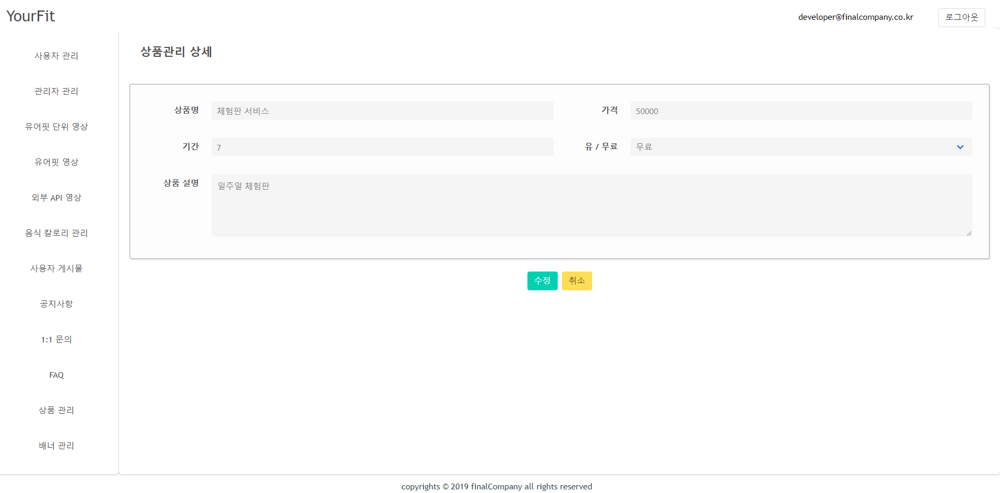 YourFit
developer@finalcompany.co.kr
로그아웃
사용자 관리
관리자 관리
유어핏 단위 영상
유어핏 영상
외부 API 영상
음식 칼로리 관리
사용자 게시물
공지사항
1:1 문의
FAQ
상품 관리
배너 관리
상품관리 상세
상품명 체험판 서비스 가격 50000
기간 7 유 / 무료 무료
상품 설명 일주일 체험판
수정 취소
copyrights © 2019 finalCompany all rights reserved